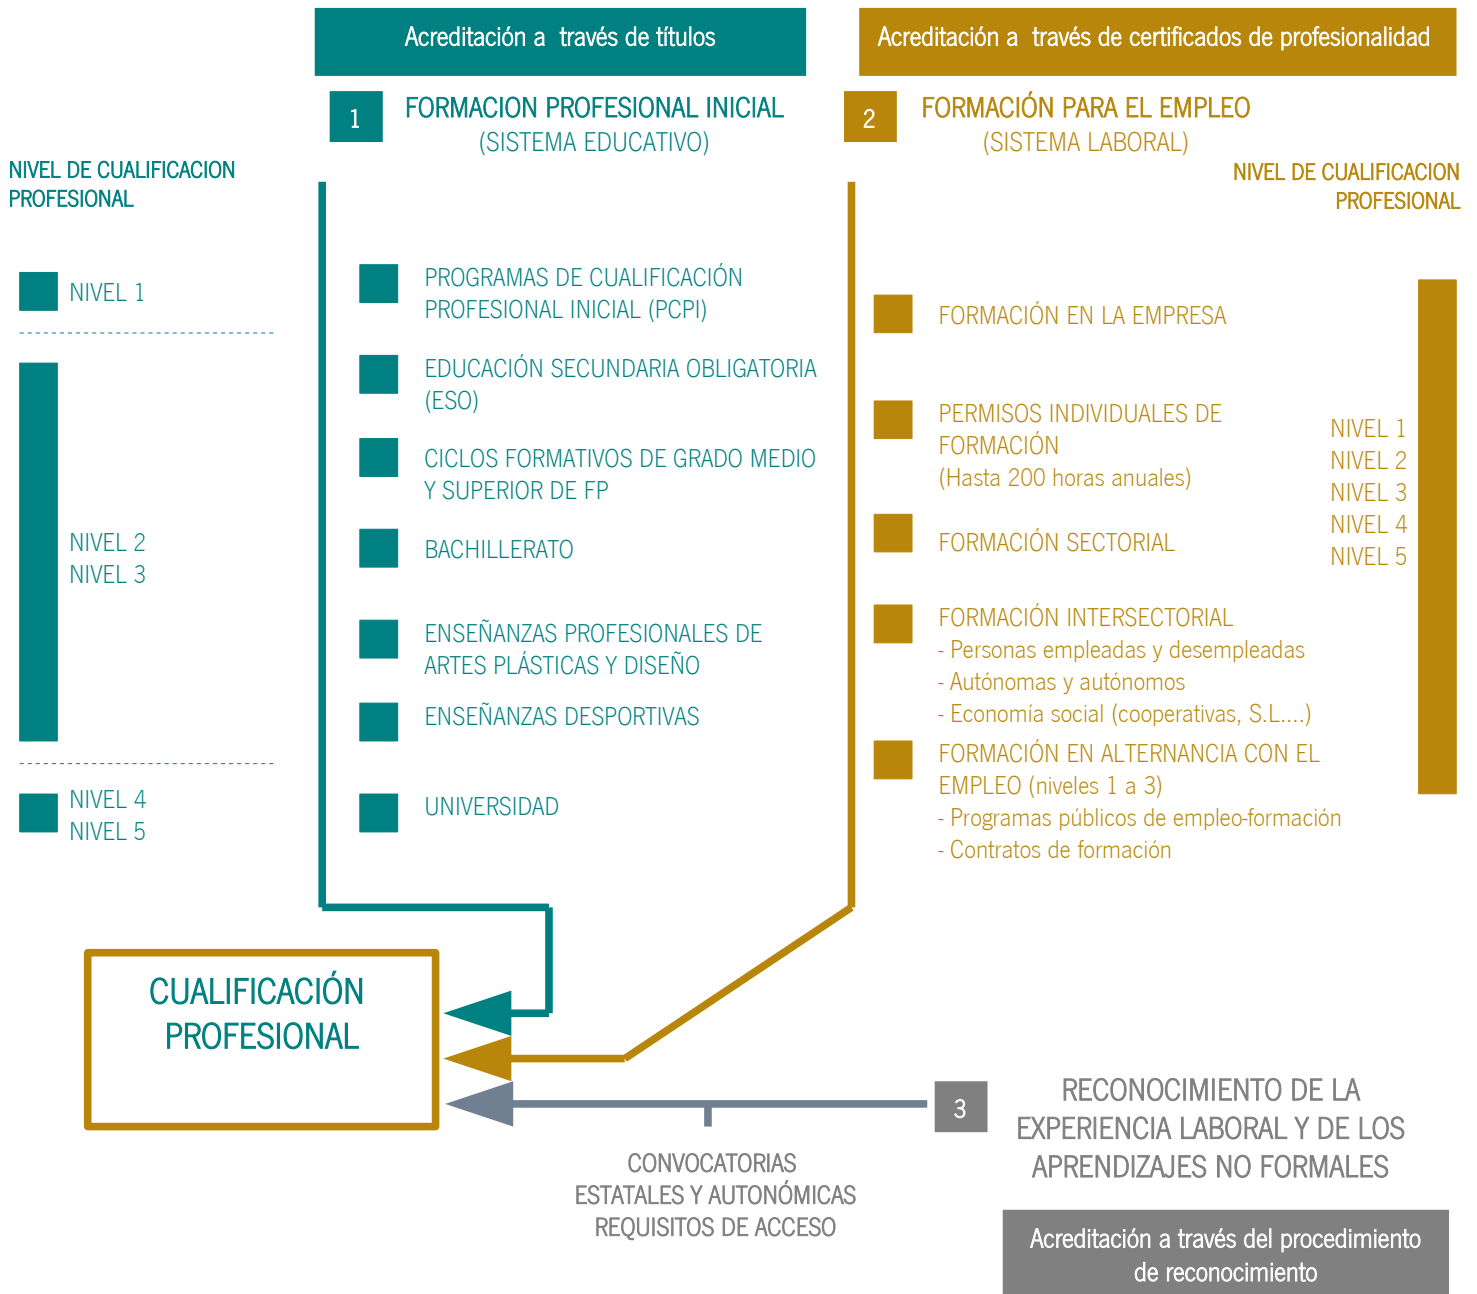 Acreditación a través de títulos
Acreditación a través de certificados de profesionalidad
1
FORMACION PROFESIONAL INICIAL
(SISTEMA EDUCATIVO)
2
FORMACIÓN PARA EL EMPLEO
(SISTEMA LABORAL)
NIVEL DE CUALIFICACION
PROFESIONAL
NIVEL DE CUALIFICACION
PROFESIONAL
NIVEL 1
NIVEL 2
NIVEL 3
NIVEL 4
NIVEL 5
PROGRAMAS DE CUALIFICACIÓN
PROFESIONAL INICIAL (PCPI)
EDUCACIÓN SECUNDARIA OBLIGATORIA
(ESO)
CICLOS FORMATIVOS DE GRADO MEDIO
Y SUPERIOR DE FP
BACHILLERATO
ENSEÑANZAS PROFESIONALES DE
ARTES PLÁSTICAS Y DISEÑO
ENSEÑANZAS DESPORTIVAS
UNIVERSIDAD
FORMACIÓN EN LA EMPRESA
PERMISOS INDIVIDUALES DE
FORMACIÓN
(Hasta 200 horas anuales)
FORMACIÓN SECTORIAL
FORMACIÓN INTERSECTORIAL
- Personas empleadas y desempleadas
- Autónomas y autónomos
- Economía social (cooperativas, S.L....)
FORMACIÓN EN ALTERNANCIA CON EL
EMPLEO (niveles 1 a 3)
- Programas públicos de empleo-formación
- Contratos de formación
NIVEL 1
NIVEL 2
NIVEL 3
NIVEL 4
NIVEL 5
CUALIFICACIÓN
PROFESIONAL
3
RECONOCIMIENTO DE LA
EXPERIENCIA LABORAL Y DE LOS
APRENDIZAJES NO FORMALES
CONVOCATORIAS
ESTATALES Y AUTONÓMICAS
REQUISITOS DE ACCESO
Acreditación a través del procedimiento
de reconocimiento